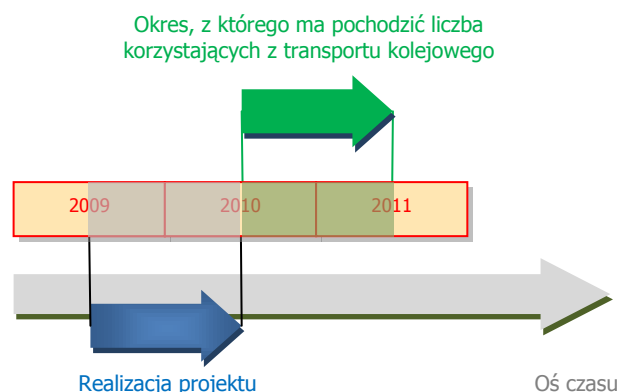 Okres, z którego ma pochodzić liczba
korzystających z transportu kolejowego
2009 2010 2011
Realizacja projektu
Oś czasu